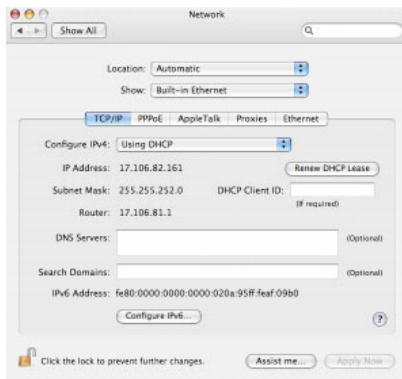 Network
Show All
Location: Automatic
Show: Built-in Ethernet
TCP/IP PPPoE AppleTalk Proxies Ethernet
Configure IPv4: Using DHCP
IP Address: 17.106.82.161 Renew DHCP Lease
Subnet Mask: 255.255.252.0 DHCP Client ID:
(If required)
Router: 17.106.81.1
DNS Servers: (Optional)
Search Domains: (Optional)
IPv6 Address: fe80:0000:0000:0000:020a:95ff:feaf:09b0
Configure IPv6... ?
Click the lock to prevent further changes. Assist me... Apply Now